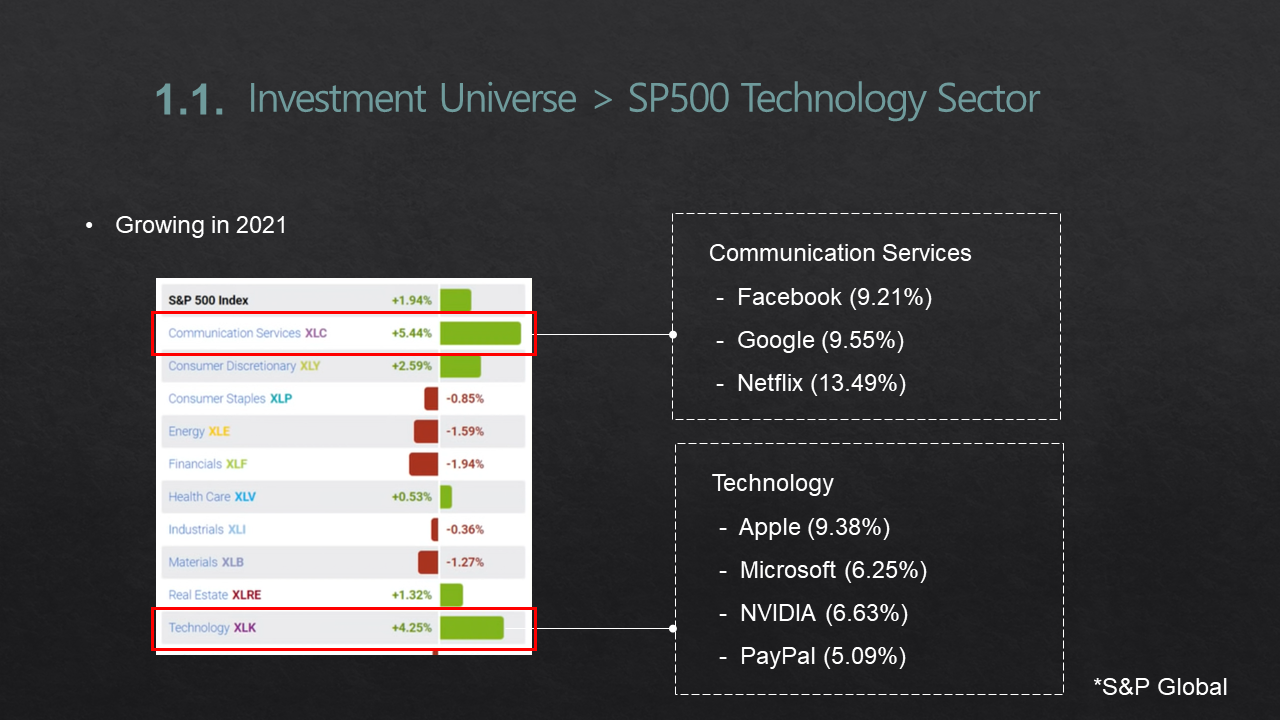 1.1. Investment Universe > SP500 Technology Sector
• Growing in 2021
S&P 500 Index +1.94%
Communication Services XLC +5.44%
Consumer Discretionary XLY +2.59%
Consumer Staples XLP -0.85%
Energy XLE -1.59%
Financials XLF -1.94%
Health Care XLV +0.53%
Industrials XLI -0.36%
Materials XLB -1.27%
Real Estate XLRE +1.32%
Technology XLK +4.25%
Communication Services
- Facebook (9.21%)
- Google (9.55%)
- Netflix (13.49%)
Technology
- Apple (9.38%)
- Microsoft (6.25%)
- NVIDIA (6.63%)
- PayPal (5.09%)
*S&P Global